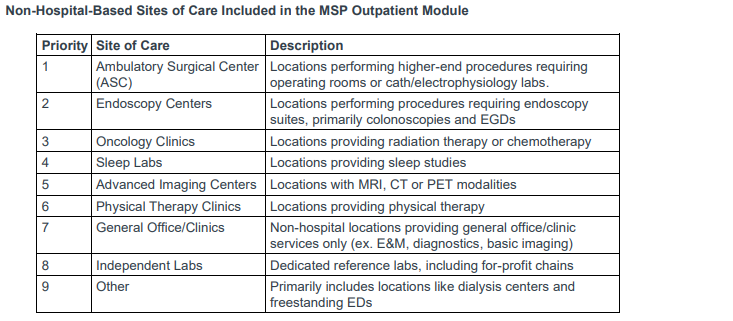 Non-Hospital-Based Sites of Care Included in the MSP Outpatient Module
Priority Site of Care Description
1 Ambulatory Surgical Center Locations performing higher-end procedures requiring
(ASC) operating rooms or cath/electrophysiology labs.
2 Endoscopy Centers Locations performing procedures requiring endoscopy
suites, primarily colonoscopies and EGDs
3 Oncology Clinics Locations providing radiation therapy or chemotherapy
4 Sleep Labs Locations providing sleep studies
5 Advanced Imaging Centers Locations with MRI, CT or PET modalities
6 Physical Therapy Clinics Locations providing physical therapy
7 General Office/Clinics Non-hospital locations providing general office/clinic
services only (ex. E&M, diagnostics, basic imaging)
8 Independent Labs Dedicated reference labs, including for-profit chains
9 Other Primarily includes locations like dialysis centers and
freestanding EDs